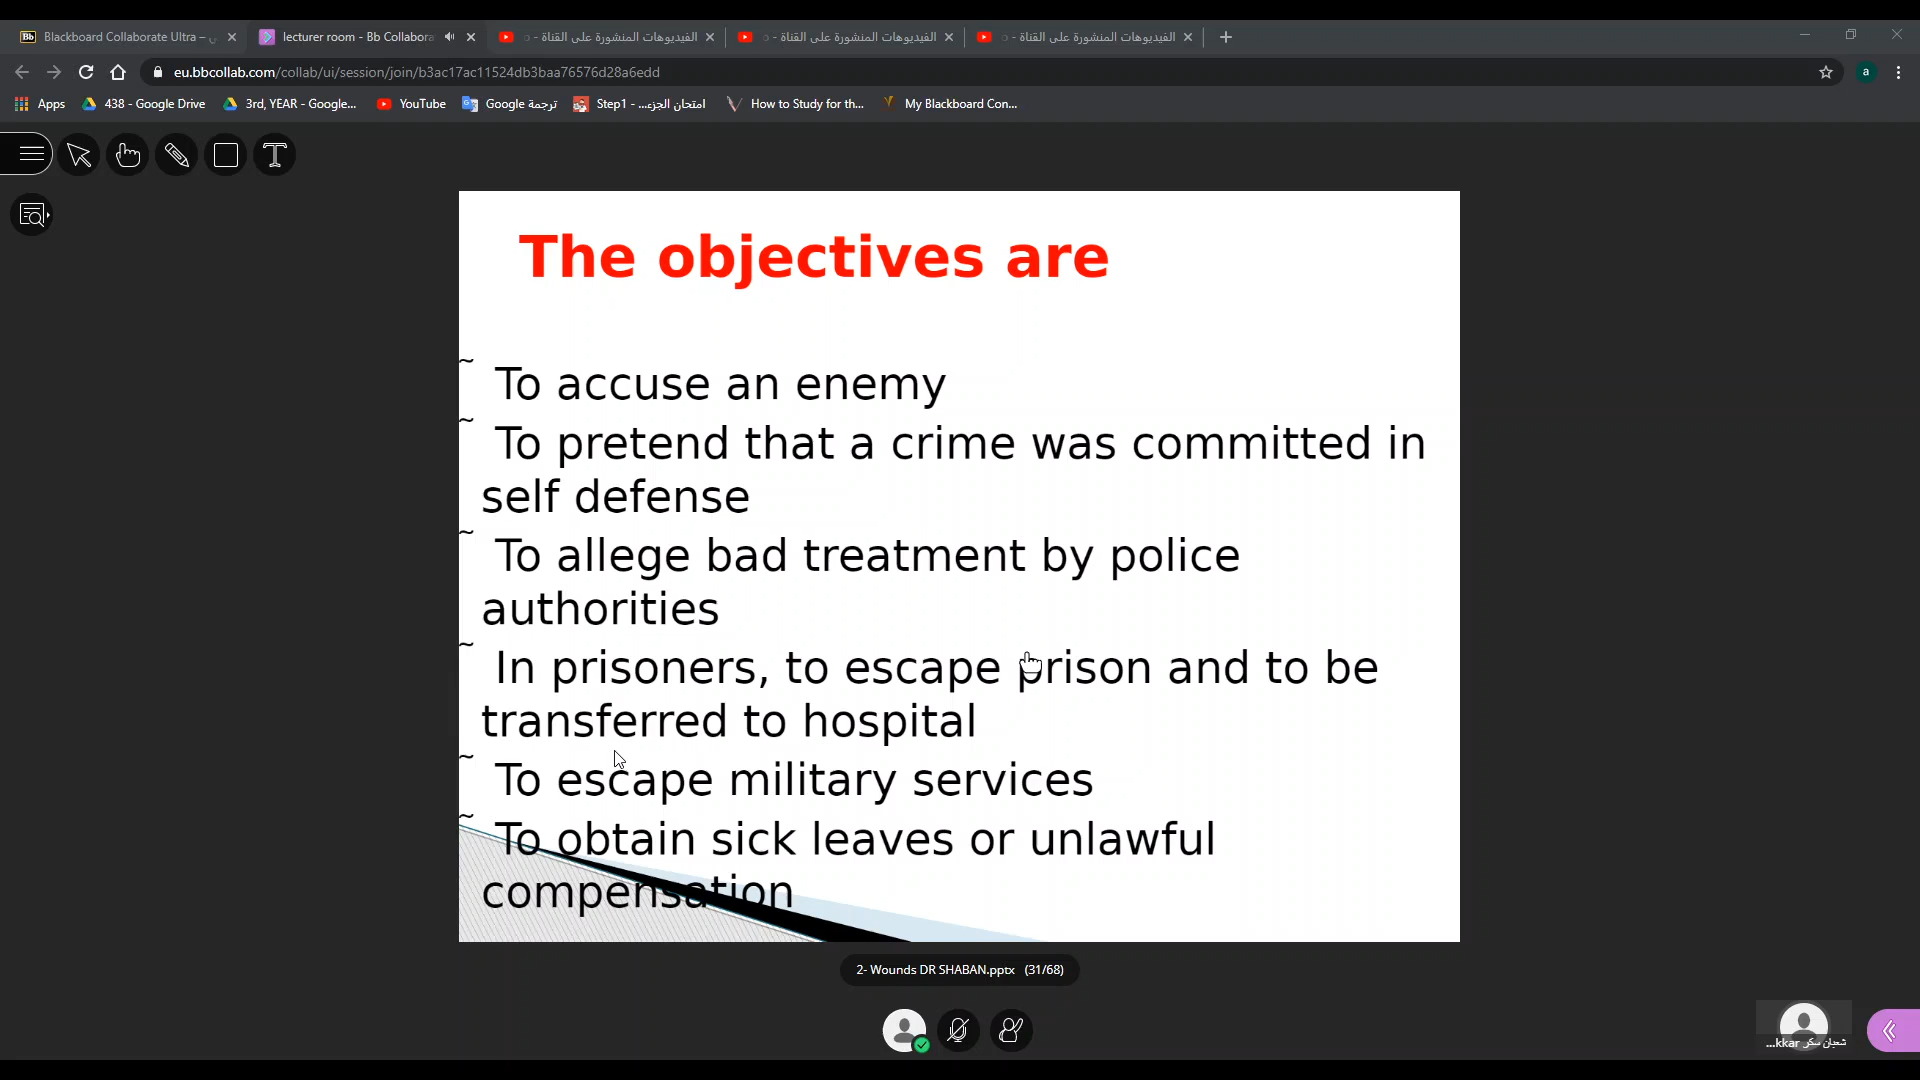 Blackboard Collaborate Ultra –
lecturer room - Bb Collabora
الفيديوهات المنشورة على القناة -
الفيديوهات المنشورة على القناة -
الفيديوهات المنشورة على القناة -
eu.bbcollab.com/collab/ui/session/join/b3ac17ac11524db3baa76576d28a6edd
a
Apps
438 - Google Drive
3rd, YEAR - Google...
YouTube
ترجمة Google
Step1 - ...امتحان الجزء
How to Study for th...
My Blackboard Con...
T
The objectives are
~ To accuse an enemy
~ To pretend that a crime was committed in
self defense
~ To allege bad treatment by police
authorities
~ In prisoners, to escape prison and to be
transferred to hospital
~ To escape military services
~ To obtain sick leaves or unlawful
compensation
2- Wounds DR SHABAN.pptx (31/68)
شعبان سكر kkar...